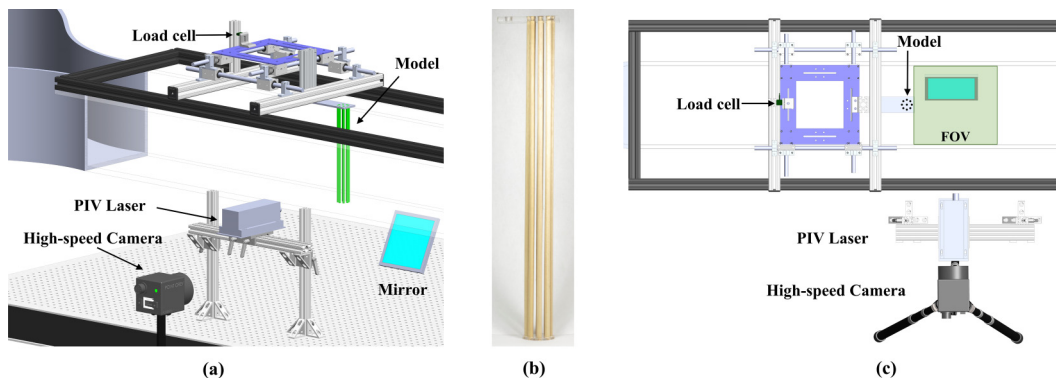 Load cell
Model
PIV Laser
High-speed Camera
Mirror
(a)
(b)
Model
Load cell
FOV
PIV Laser
High-speed Camera
(c)